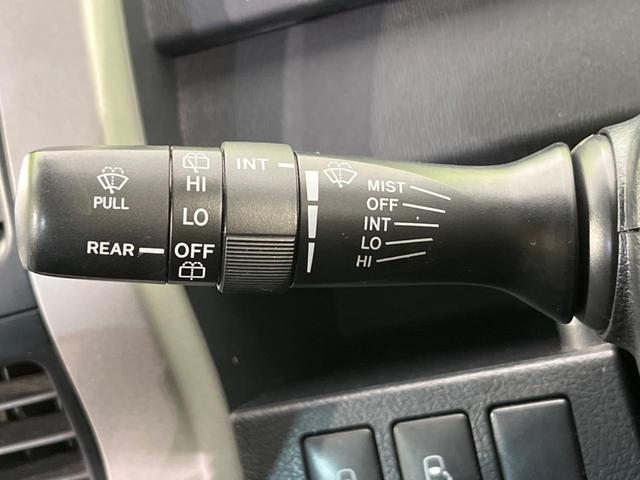 PULL
REAR
HI
LO
OFF
INT
MIST
OFF
INT
LO
HI